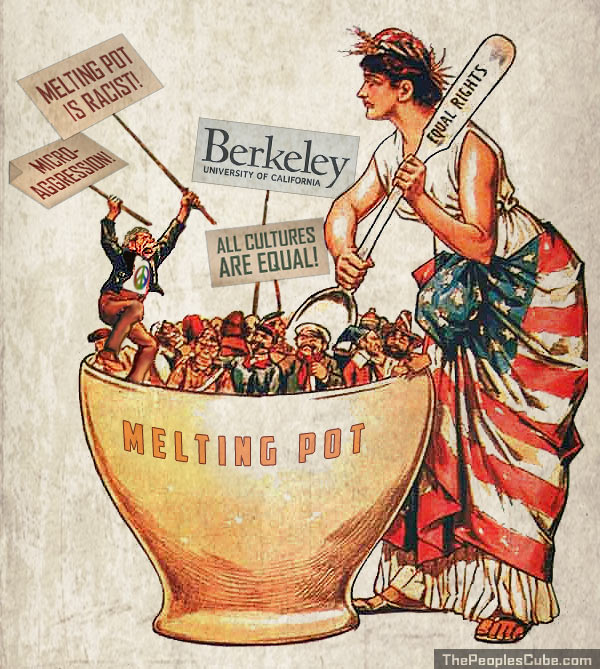 MELTING POT
IS RACIST!
MICRO-
AGGRESSION!
Berkeley
UNIVERSITY OF CALIFORNIA
ALL CULTURES
ARE EQUAL!
EQUAL RIGHTS
MELTING POT
ThePeoplesCube.com